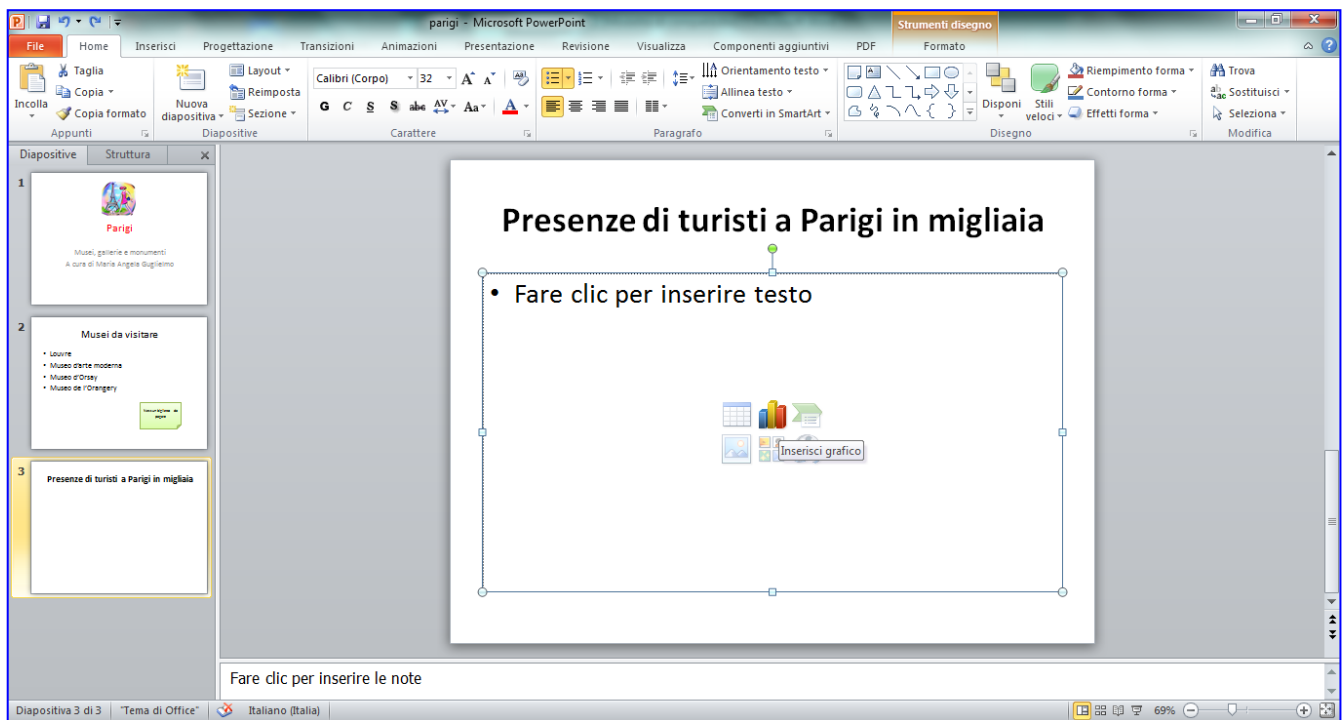 parigi - Microsoft PowerPoint
Strumenti disegno
File Home Inserisci Progettazione Transizioni Animazioni Presentazione Revisione Visualizza Componenti aggiuntivi PDF Formato
Incolla
Taglia
Copia
Copia formato
Appunti
Nuova diapositiva
Layout
Reimposta
Sezione
Diapositive
Calibri (Corpo) 32
G C S S abc AV Aa A
Carattere
Orientamento testo
Allinea testo
Converti in SmartArt
Paragrafo
Disponi
Stili veloci
Riempimento forma
Contorno forma
Effetti forma
Disegno
Trova
Sostituisci
Seleziona
Modifica
Diapositive Struttura
1
Parigi
Musei, gallerie e monumenti
A cura di Maria Angela Guglielmo
2
Musei da visitare
• Louvre
• Museo d'arte moderna
• Museo d'Orsay
• Museo de l'Orangery
3
Presenze di turisti a Parigi in migliaia
Presenze di turisti a Parigi in migliaia
• Fare clic per inserire testo
Inserisci grafico
Fare clic per inserire le note
Diapositiva 3 di 3 "Tema di Office" Italiano (Italia) 69%